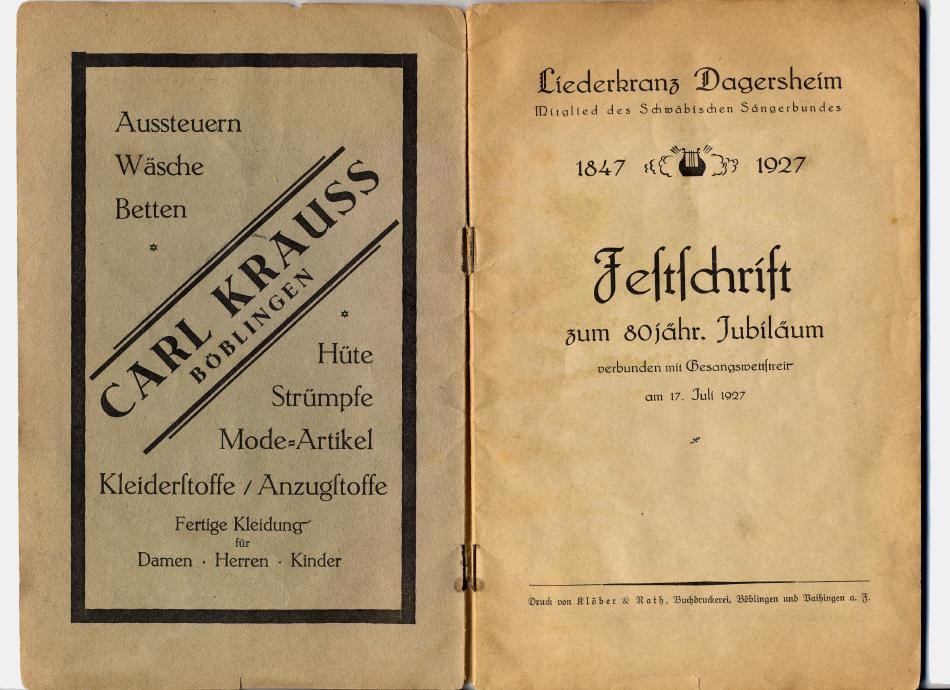 Aussteuern
Wäsche
Betten
CARL KRAUSS
BÖBLINGEN
Hüte
Strümpfe
Mode=Artikel
Kleiderſtoffe / Anzugſtoffe
Fertige Kleidung
für
Damen · Herren · Kinder
Liederkranz Dagersheim
Mitglied des Schwäbischen Sängerbundes
1847 1927
Feſtſchrift
zum 80jähr. Jubiläum
verbunden mit Gesangswettſtreit
am 17. Juli 1927
Druck von Klöber & Rath, Buchdruckerei, Böblingen und Vaihingen a. F.